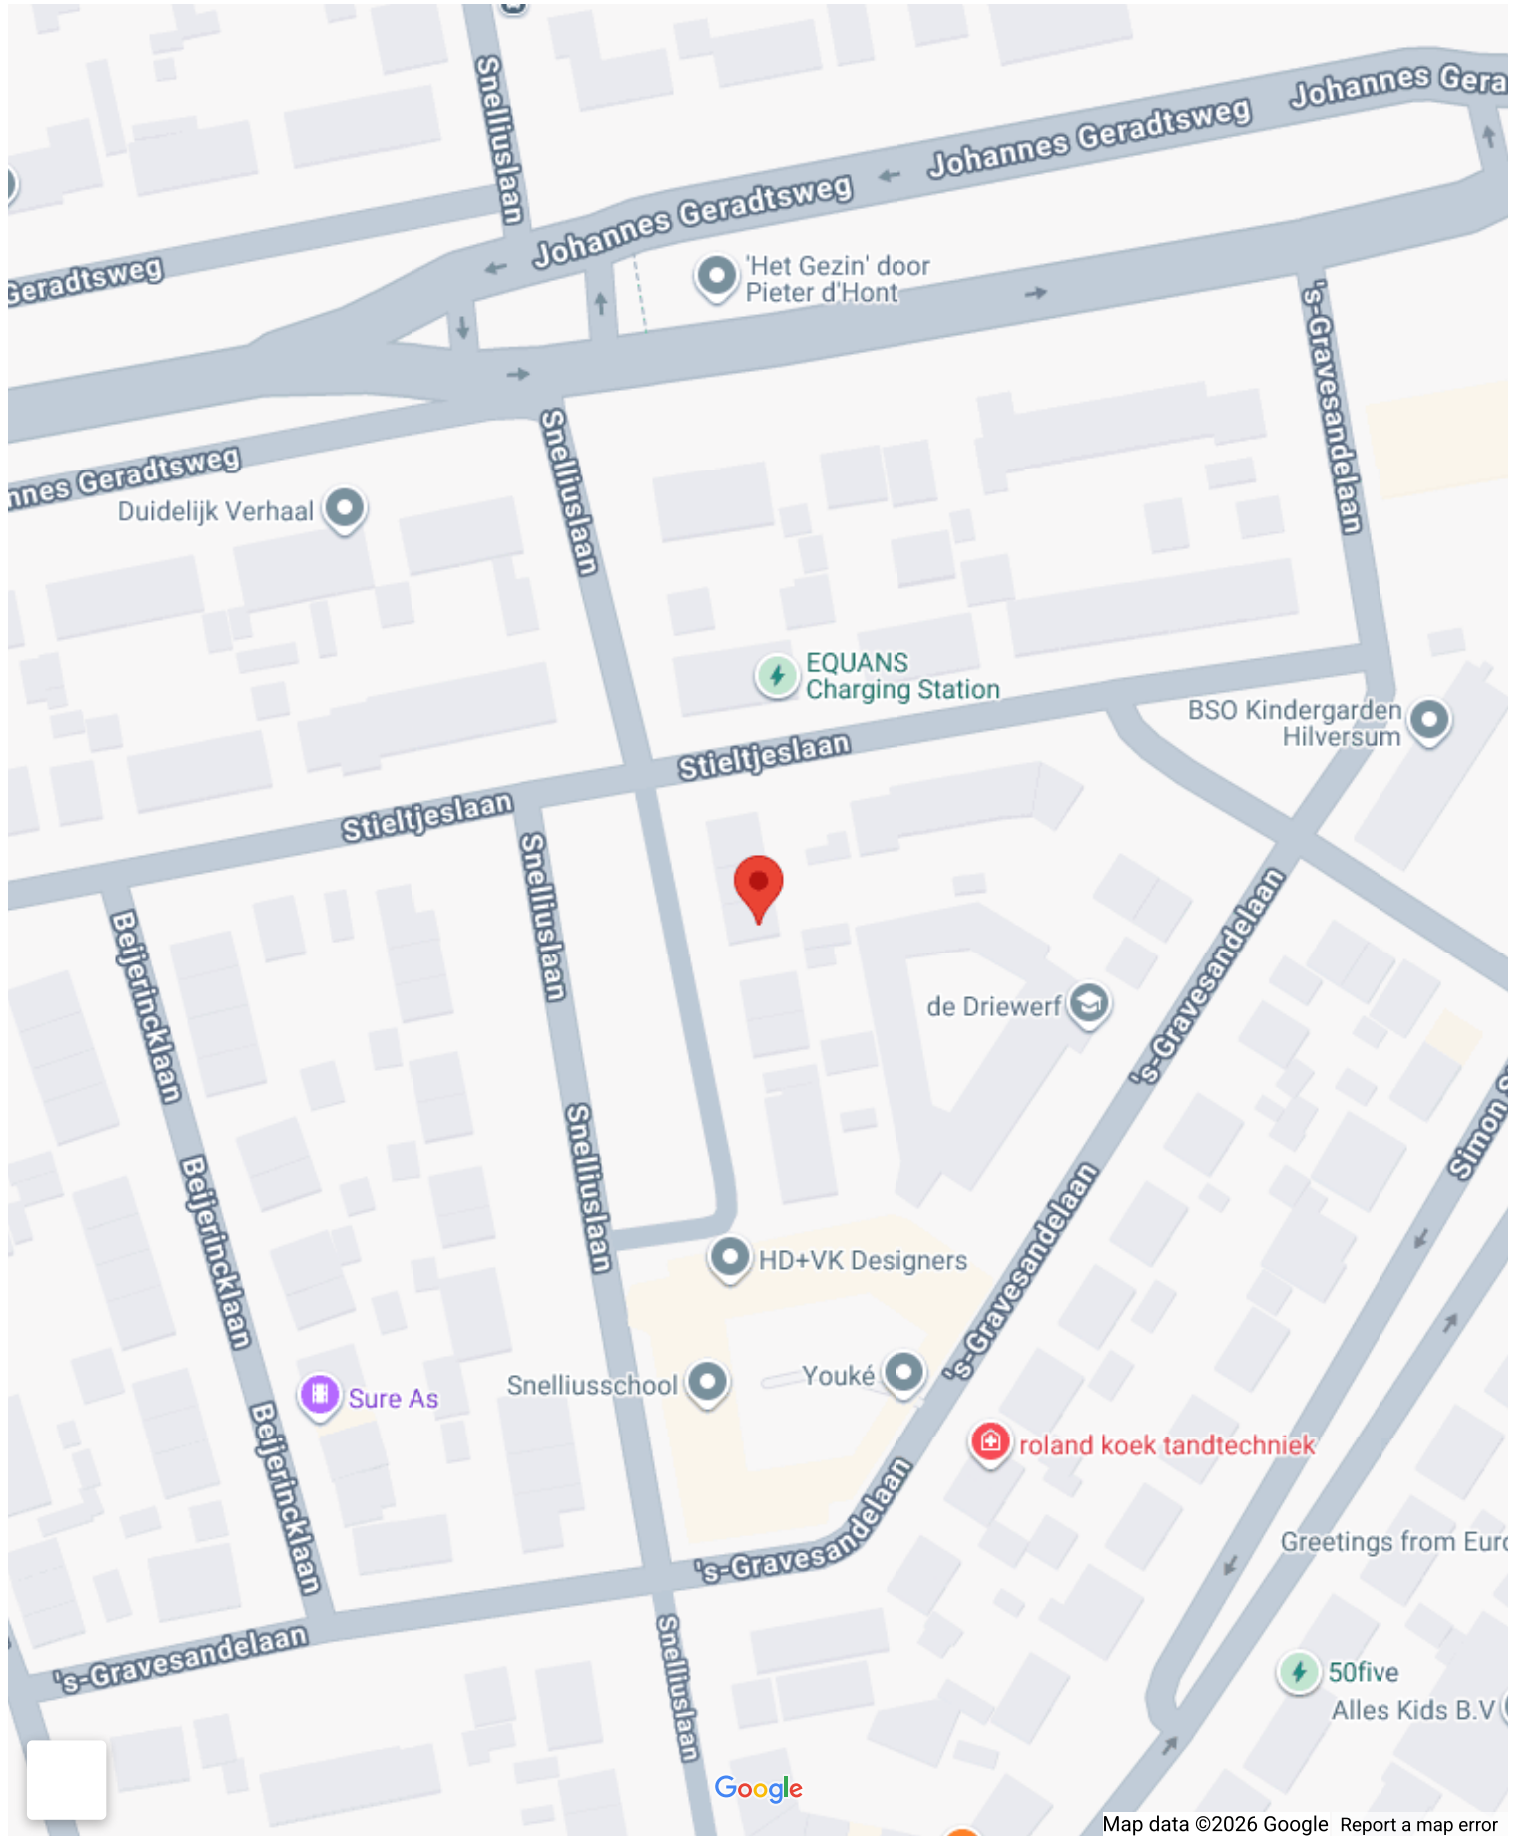 Snelliuslaan
Johannes Gera
Johannes Geradtsweg
Johannes Geradtsweg
Geradtsweg
'Het Gezin' door
Pieter d'Hont
's-Gravesandelaan
nnes Geradtsweg
Duidelijk Verhaal
Snelliuslaan
EQUANS
Charging Station
BSO Kindergarden
Hilversum
Stieltjeslaan
Stieltjeslaan
Snelliuslaan
Beijerincklaan
's-Gravesandelaan
de Driewerf
Simon S
Snelliuslaan
Beijerincklaan
's-Gravesandelaan
HD+VK Designers
Snelliusschool
Youké
Sure As
Beijerincklaan
roland koek tandtechniek
's-Gravesandelaan
Greetings from Euro
's-Gravesandelaan
Snelliuslaan
50five
Alles Kids B.V
Google
Map data ©2026 Google
Report a map error